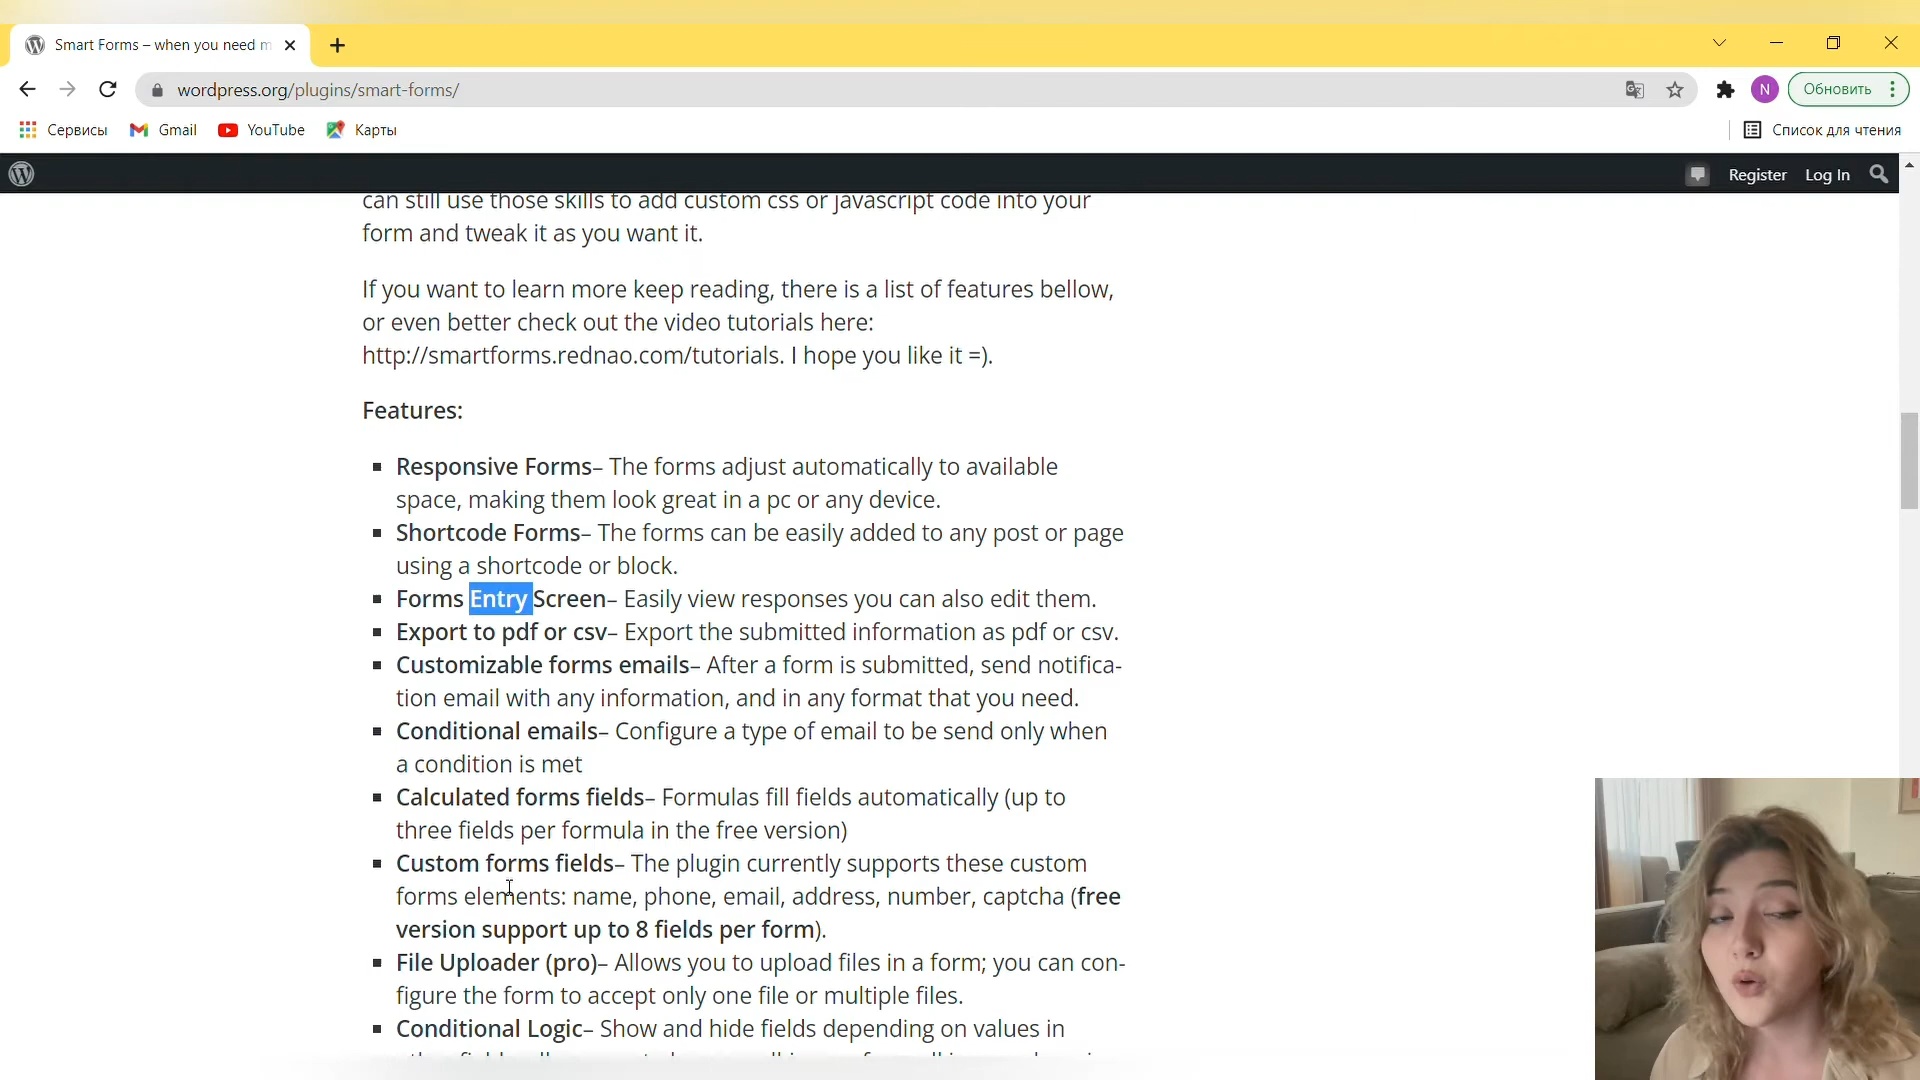 Smart Forms – when you need m
wordpress.org/plugins/smart-forms/
N
Обновить
Сервисы
Gmail
YouTube
Карты
Список для чтения
Register
Log In
can still use those skills to add custom css or javascript code into your
form and tweak it as you want it.
If you want to learn more keep reading, there is a list of features bellow,
or even better check out the video tutorials here:
http://smartforms.rednao.com/tutorials. I hope you like it =).
Features:
Responsive Forms– The forms adjust automatically to available
space, making them look great in a pc or any device.
Shortcode Forms– The forms can be easily added to any post or page
using a shortcode or block.
Forms Entry Screen– Easily view responses you can also edit them.
Export to pdf or csv– Export the submitted information as pdf or csv.
Customizable forms emails– After a form is submitted, send notifica-
tion email with any information, and in any format that you need.
Conditional emails– Configure a type of email to be send only when
a condition is met
Calculated forms fields– Formulas fill fields automatically (up to
three fields per formula in the free version)
Custom forms fields– The plugin currently supports these custom
forms elements: name, phone, email, address, number, captcha (free
version support up to 8 fields per form).
File Uploader (pro)– Allows you to upload files in a form; you can con-
figure the form to accept only one file or multiple files.
Conditional Logic– Show and hide fields depending on values in